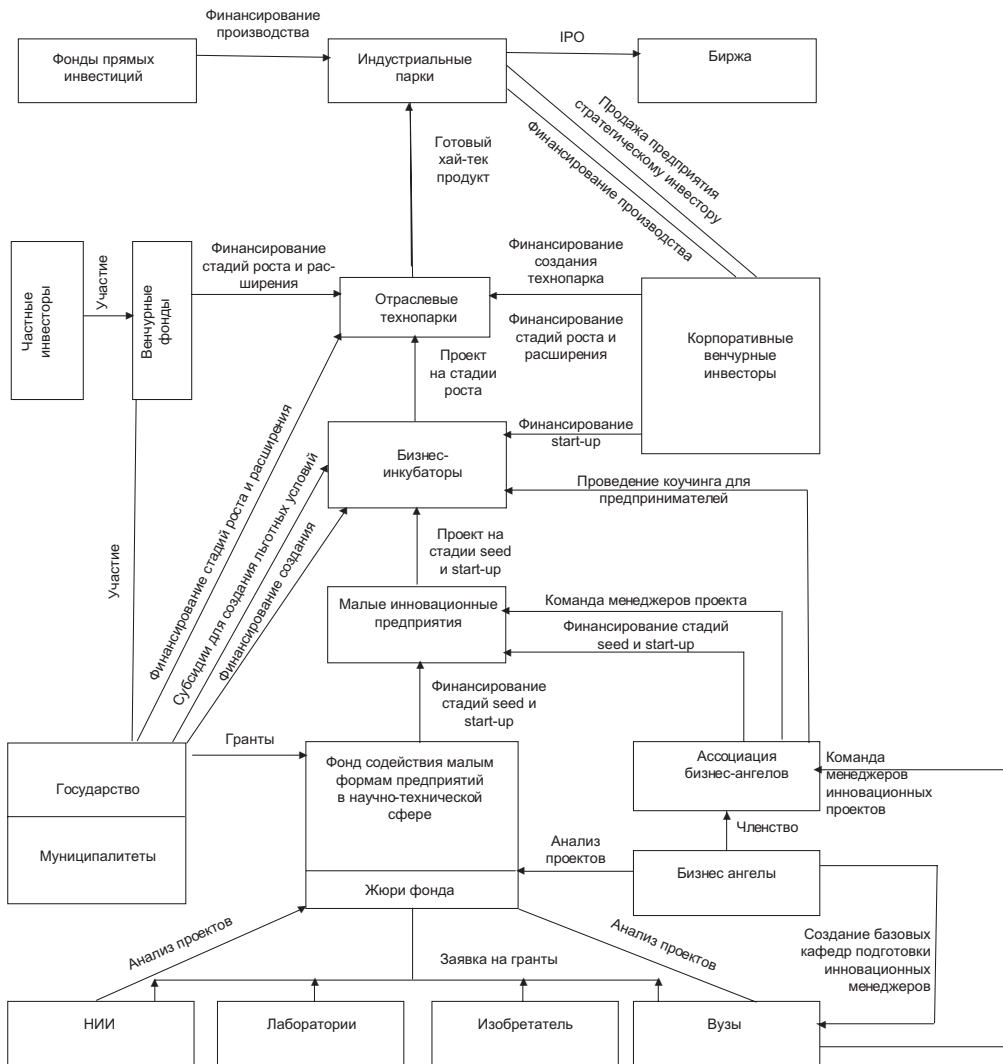 Финансирование
производства
Фонды прямых
инвестиций
Индустриальные
парки
IPO
Биржа
Готовый
хай-тек
продукт
Продажа предприятия
стратегическому инвестору
Финансирование производства
Частные
инвесторы
Участие
Венчурные
фонды
Финансирование
стадий роста и рас-
ширения
Отраслевые
технопарки
Финансирование
создания
технопарка
Финансирование
стадий роста и
расширения
Корпоративные
венчурные
инвесторы
Проект
на стадии
роста
Финансирование
start-up
Бизнес-
инкубаторы
Проведение коучинга для
предпринимателей
Участие
Финансирование стадий роста и расширения
Субсидии для создания льготных условий
Финансирование создания
Проект на
стадии seed
и start-up
Малые инновационные
предприятия
Команда менеджеров проекта
Финансирование стадий
seed и start-up
Финансирование
стадий seed и
start-up
Государство
Муниципалитеты
Гранты
Фонд содействия малым
формам предприятий
в научно-технической
сфере
Жюри фонда
Ассоциация
бизнес-ангелов
Команда
менеджеров
инновационных
проектов
Членство
Анализ
проектов
Бизнес ангелы
Создание базовых
кафедр подготовки
инновационных
менеджеров
Анализ проектов
Заявка на гранты
Анализ проектов
НИИ
Лаборатории
Изобретатель
Вузы